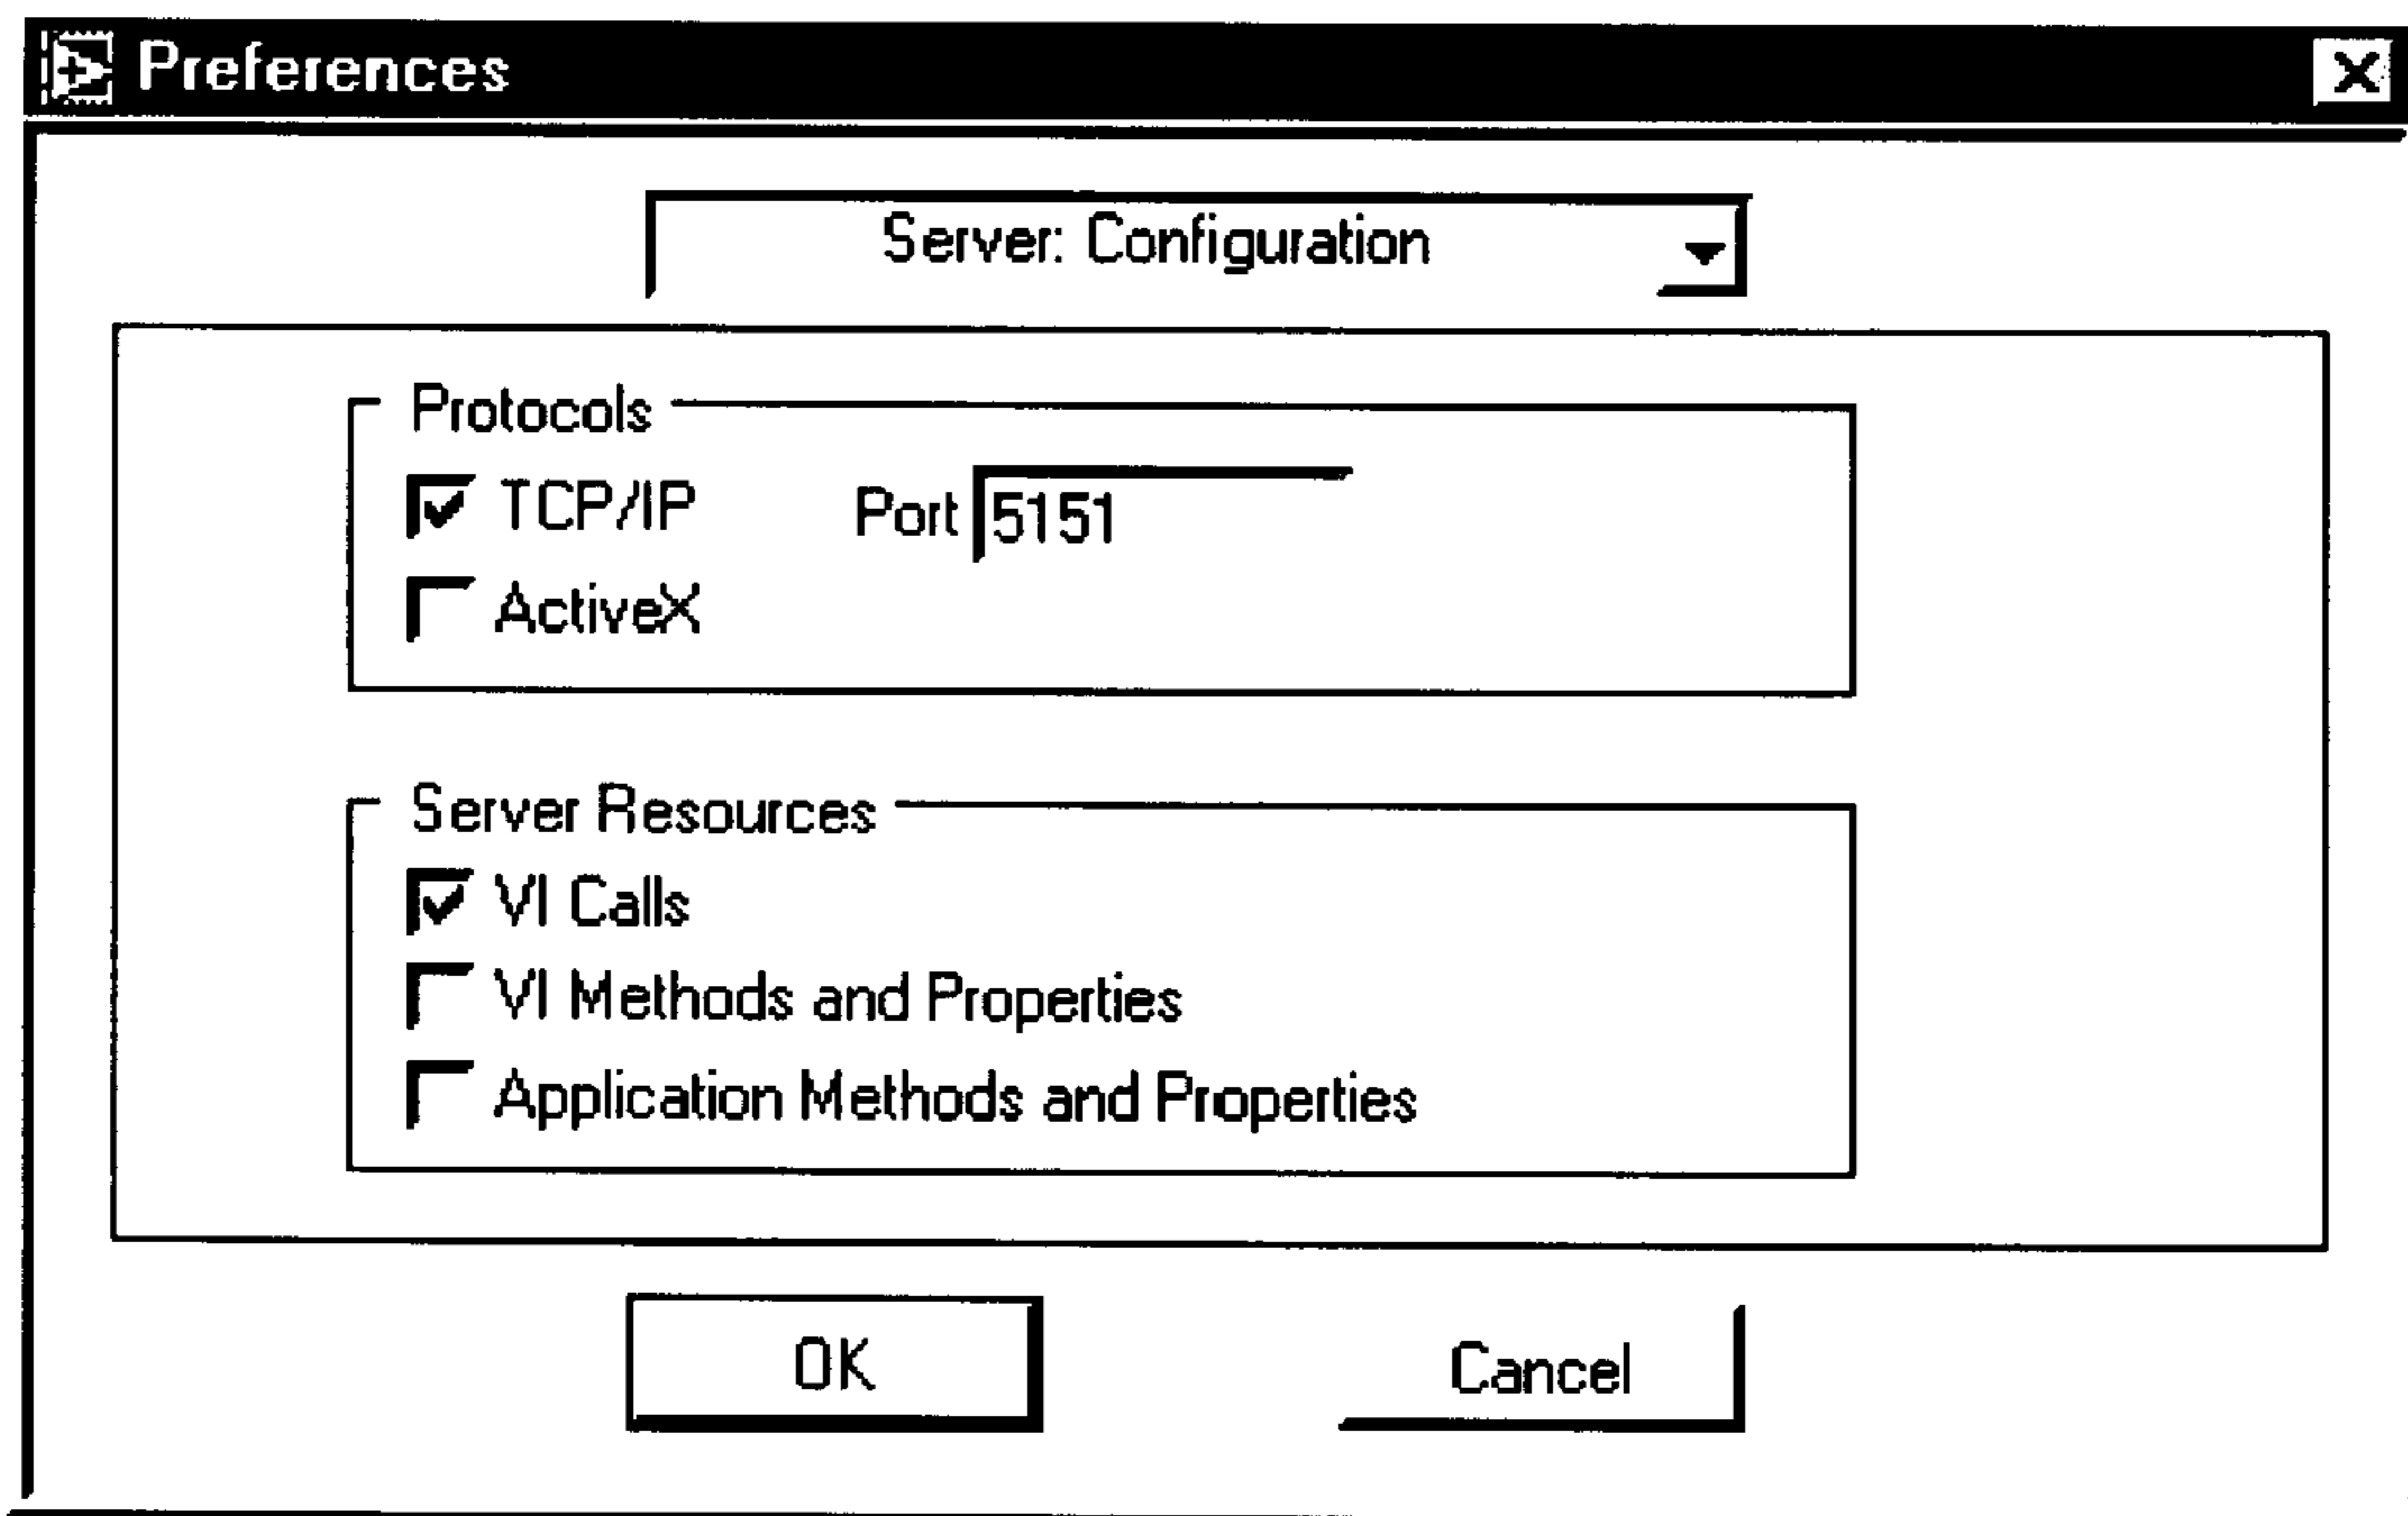 Preferences
Server: Configuration
Protocols
TCP/IP Port 5151
ActiveX
Server Resources
VI Calls
VI Methods and Properties
Application Methods and Properties
OK Cancel